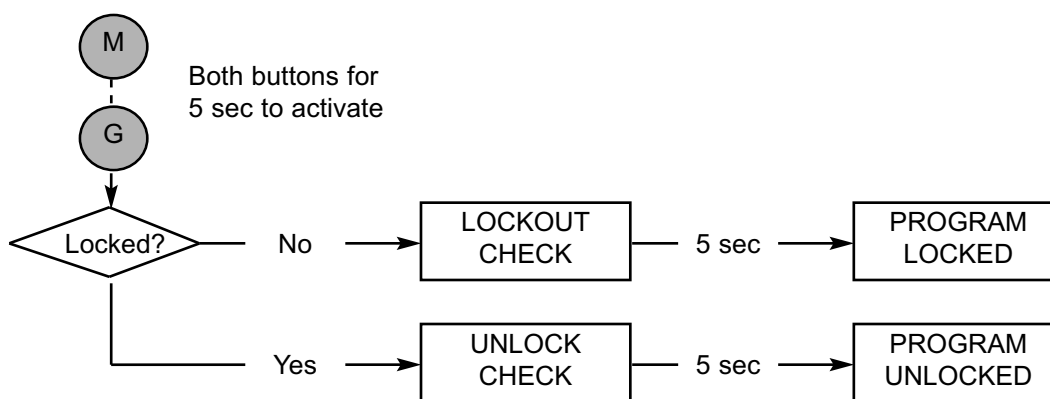 M
Both buttons for
5 sec to activate
G
Locked?
No
LOCKOUT
CHECK
5 sec
PROGRAM
LOCKED
Yes
UNLOCK
CHECK
5 sec
PROGRAM
UNLOCKED